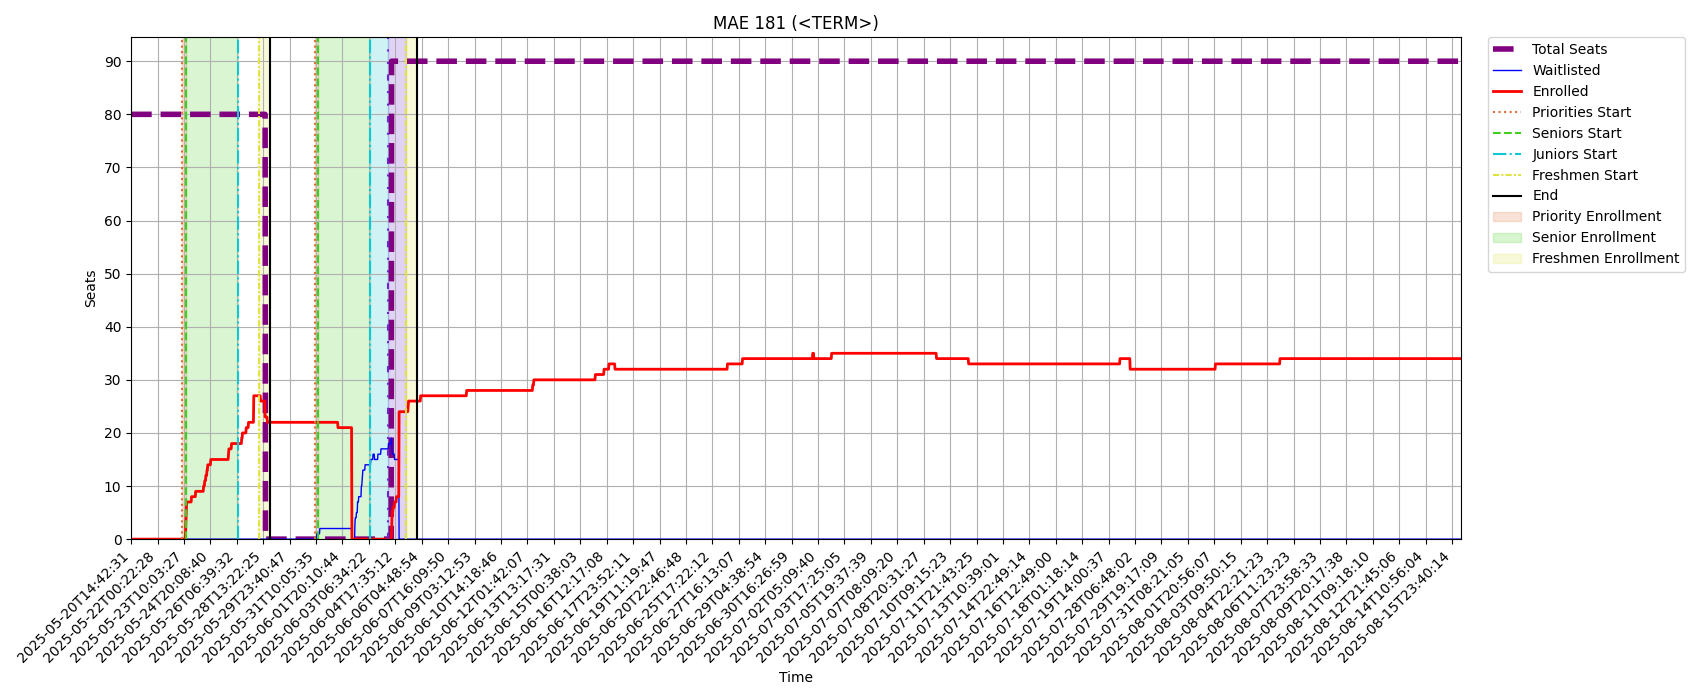 MAE 181 (<TERM>)
Total Seats
Waitlisted
Enrolled
Priorities Start
Seniors Start
Juniors Start
Freshmen Start
End
Priority Enrollment
Senior Enrollment
Freshmen Enrollment
Seats
90
80
70
60
50
40
30
20
10
0
2025-05-20T14:42:31
2025-05-22T00:22:28
2025-05-23T10:03:27
2025-05-24T20:08:40
2025-05-26T06:39:32
2025-05-28T13:22:25
2025-05-29T23:40:47
2025-05-31T10:05:35
2025-06-01T20:10:44
2025-06-03T06:34:22
2025-06-04T17:35:12
2025-06-06T04:48:54
2025-06-07T16:09:50
2025-06-09T03:12:53
2025-06-10T14:18:46
2025-06-12T01:42:07
2025-06-13T13:17:31
2025-06-15T00:38:03
2025-06-16T12:17:08
2025-06-17T23:52:11
2025-06-19T11:19:47
2025-06-20T22:46:48
2025-06-25T17:22:12
2025-06-27T16:13:07
2025-06-29T04:38:54
2025-06-30T16:26:59
2025-07-02T05:09:40
2025-07-03T17:25:05
2025-07-05T19:37:39
2025-07-07T08:09:20
2025-07-08T20:31:27
2025-07-10T09:15:23
2025-07-11T21:43:25
2025-07-13T10:39:01
2025-07-14T22:49:14
2025-07-16T12:49:00
2025-07-18T01:18:14
2025-07-19T14:00:37
2025-07-28T06:48:02
2025-07-29T19:17:09
2025-07-31T08:21:05
2025-08-01T20:56:07
2025-08-03T09:50:15
2025-08-04T22:21:23
2025-08-06T11:23:23
2025-08-07T23:58:33
2025-08-09T20:17:38
2025-08-11T09:18:10
2025-08-12T21:45:06
2025-08-14T10:56:04
2025-08-15T23:40:14
Time